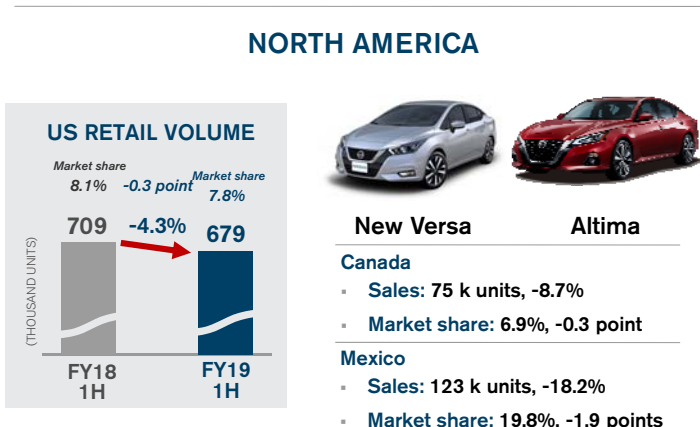 NORTH AMERICA
US RETAIL VOLUME
Market share
8.1%
-0.3 point
Market share
7.8%
709
-4.3%
679
(THOUSAND UNITS)
FY18
1H
FY19
1H
New Versa
Altima
Canada
▪ Sales: 75 k units, -8.7%
▪ Market share: 6.9%, -0.3 point
Mexico
▪ Sales: 123 k units, -18.2%
▪ Market share: 19.8%, -1.9 points